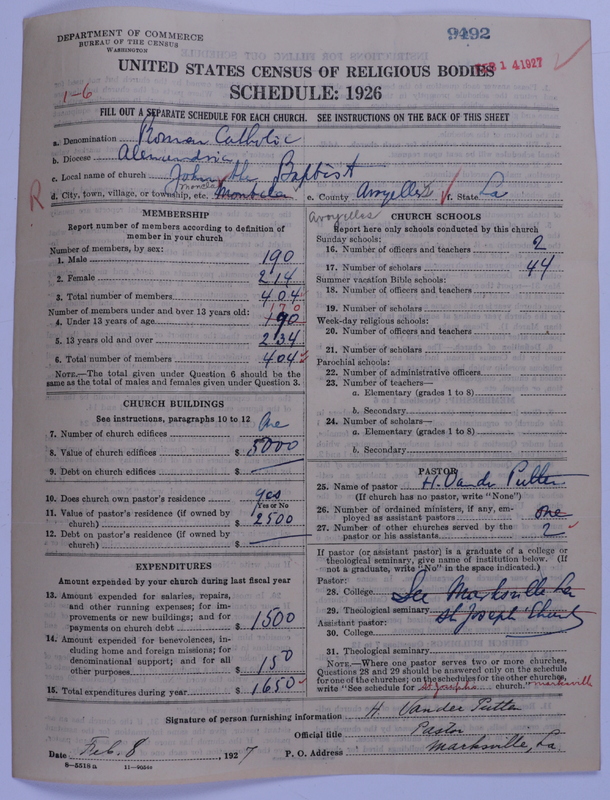 DEPARTMENT OF COMMERCE
BUREAU OF THE CENSUS
WASHINGTON
9492
FEB 14 1927
UNITED STATES CENSUS OF RELIGIOUS BODIES
SCHEDULE: 1926
1-6
FILL OUT A SEPARATE SCHEDULE FOR EACH CHURCH. SEE INSTRUCTIONS ON THE BACK OF THIS SHEET
a. Denomination Roman Catholic
b. Diocese Alexandria
c. Local name of church John the Baptist
R d. City, town, village, or township, etc. e. County Avoyelles f. State La
Avoyelles
MEMBERSHIP
Report number of members according to definition of member in your church
Number of members, by sex:
1. Male 190
2. Female 214
3. Total number of members 404
Number of members under and over 13 years old: 170
4. Under 13 years of age 190
5. 13 years old and over 234
6. Total number of members 404
NOTE.—The total given under Question 6 should be the same as the total of males and females given under Question 3.
CHURCH BUILDINGS
See instructions, paragraphs 10 to 12
7. Number of church edifices One
8. Value of church edifices $ 5000
9. Debt on church edifices $
10. Does church own pastor's residence yes
Yes or No
11. Value of pastor's residence (if owned by church) $ 2500
12. Debt on pastor's residence (if owned by church) $
EXPENDITURES
Amount expended by your church during last fiscal year
13. Amount expended for salaries, repairs, and other running expenses; for improvements or new buildings; and for payments on church debt $ 1500
14. Amount expended for benevolences, including home and foreign missions; for denominational support; and for all other purposes $ 150
15. Total expenditures during year $ 1650
CHURCH SCHOOLS
Report here only schools conducted by this church
Sunday schools:
16. Number of officers and teachers 2
17. Number of scholars 44
Summer vacation Bible schools:
18. Number of officers and teachers
19. Number of scholars
Week-day religious schools:
20. Number of officers and teachers
21. Number of scholars
Parochial schools:
22. Number of administrative officers
23. Number of teachers—
a. Elementary (grades 1 to 8)
b. Secondary
24. Number of scholars—
a. Elementary (grades 1 to 8)
b. Secondary
PASTOR
25. Name of pastor H. Vander Putten
(If church has no pastor, write "None")
26. Number of ordained ministers, if any, employed as assistant pastors one
27. Number of other churches served by the pastor or his assistants 2
If pastor (or assistant pastor) is a graduate of a college or theological seminary, give name of institution below. (If not a graduate, write "No" in the space indicated.)
Pastor:
28. College See Marksville La
29. Theological seminary St Joseph Church
Assistant pastor:
30. College
31. Theological seminary
NOTE.—Where one pastor serves two or more churches, Questions 28 and 29 should be answered only on the schedule for one of the churches; on the schedules for the other churches, write "See schedule for St Josephs church." Marksville
Signature of person furnishing information H. Vander Putten
Official title Pastor
Date Feb. 8 1927 P. O. Address Marksville, La.
8-5518 a